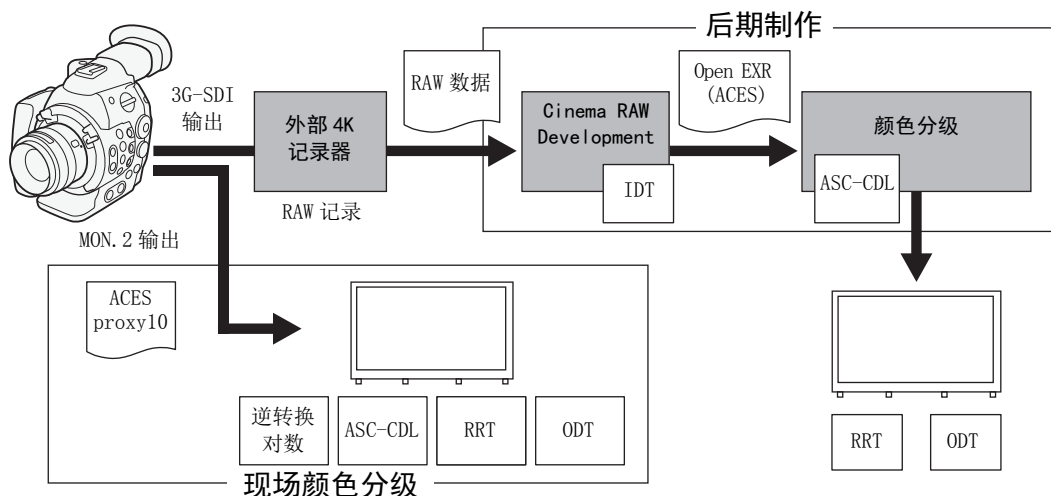 后期制作
3G-SDI
输出
外部 4K
记录器
RAW 记录
RAW 数据
Cinema RAW
Development
IDT
Open EXR
(ACES)
颜色分级
ASC-CDL
MON.2 输出
ACES
proxy10
逆转换
对数
ASC-CDL
RRT
ODT
现场颜色分级
RRT
ODT